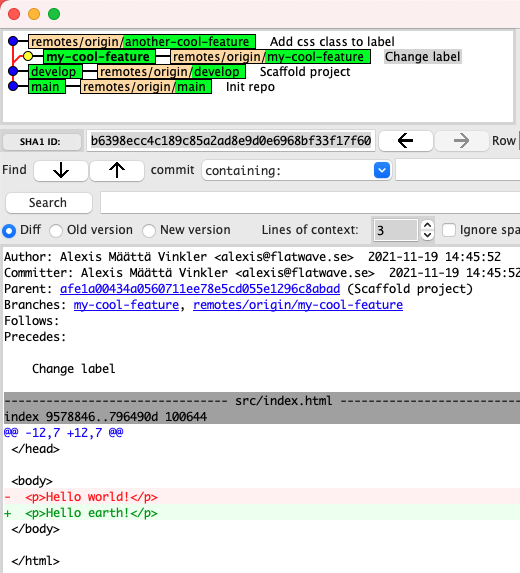 remotes/origin/another-cool-feature Add css class to label
my-cool-feature remotes/origin/my-cool-feature Change label
develop remotes/origin/develop Scaffold project
main remotes/origin/main Init repo
SHA1 ID: b6398ecc4c189c85a2ad8e9d0e6968bf33f17f60 Row
Find commit containing:
Search
Diff Old version New version Lines of context: 3 Ignore spa
Author: Alexis Määttä Vinkler <alexis@flatwave.se> 2021-11-19 14:45:52
Committer: Alexis Määttä Vinkler <alexis@flatwave.se> 2021-11-19 14:45:52
Parent: afe1a00434a0560711ee78e5cd055e1296c8abad (Scaffold project)
Branches: my-cool-feature, remotes/origin/my-cool-feature
Follows:
Precedes:
Change label
------------------------------- src/index.html -------------------------
index 9578846..796490d 100644
@@ -12,7 +12,7 @@
</head>
<body>
- <p>Hello world!</p>
+ <p>Hello earth!</p>
</body>
</html>